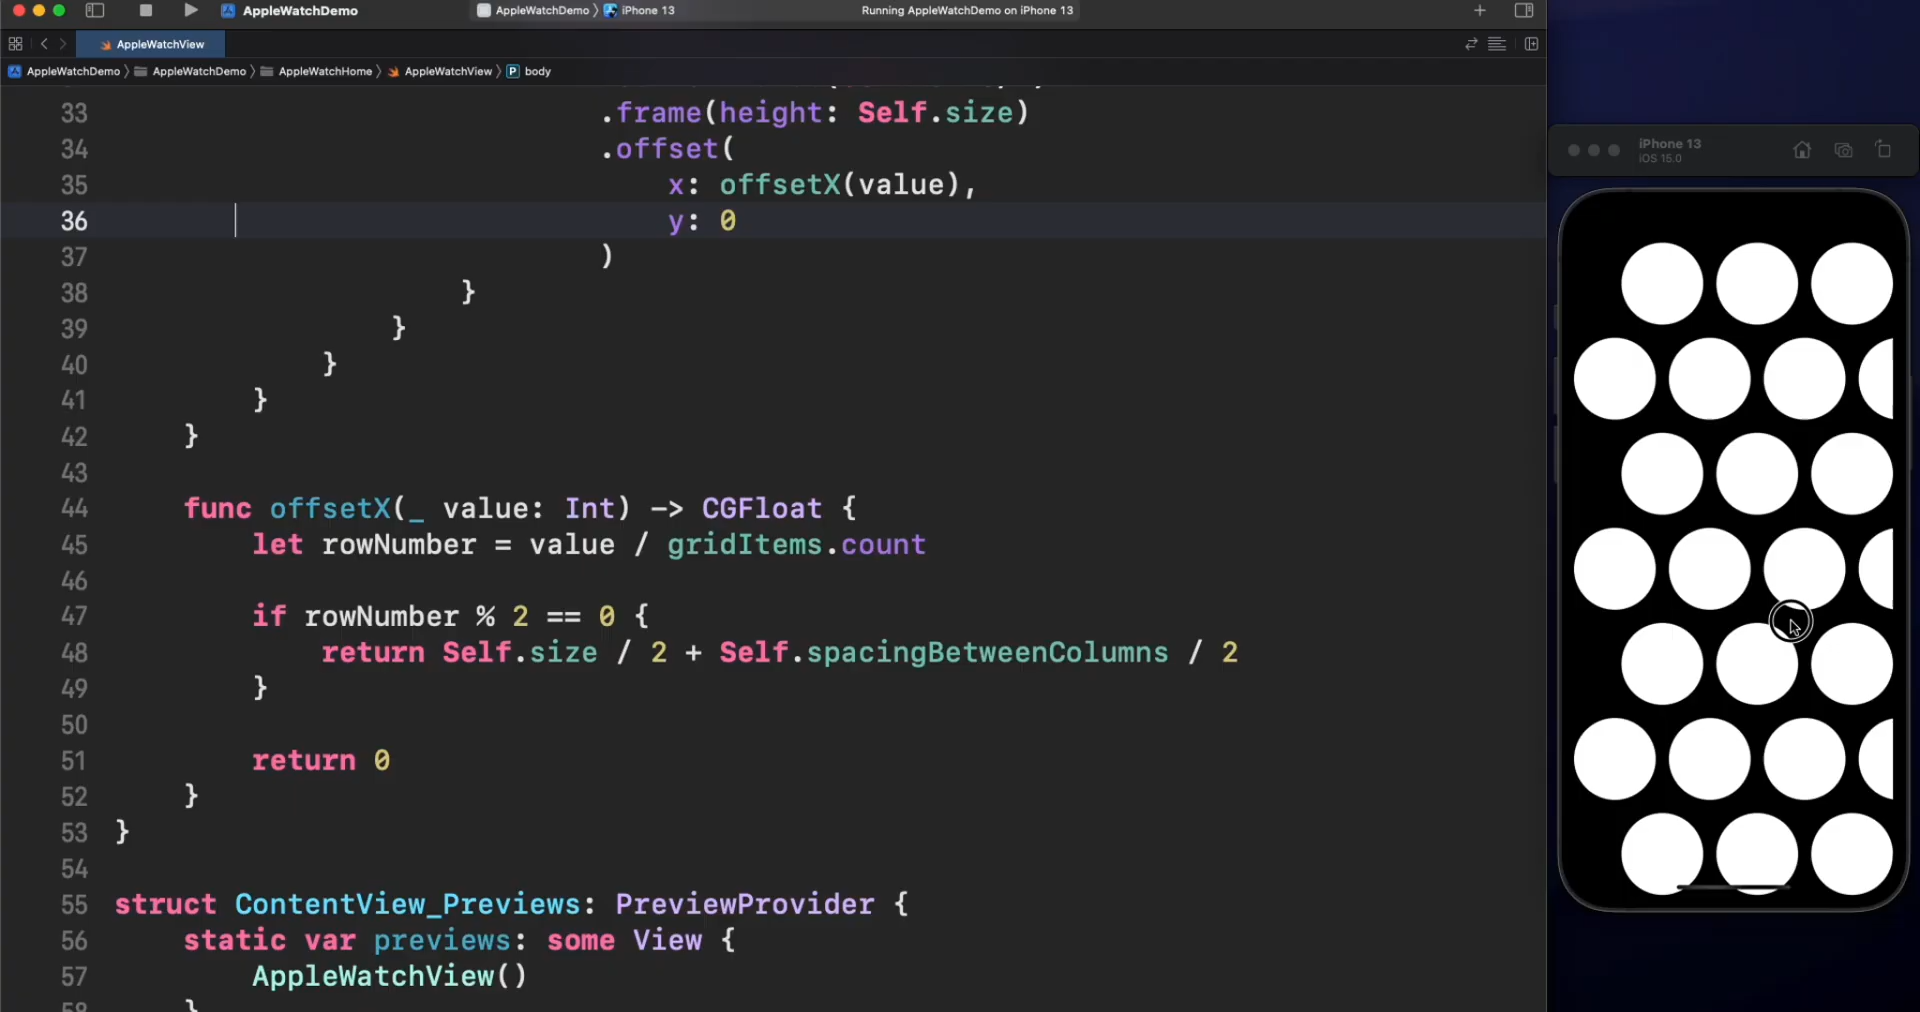 AppleWatchDemo
AppleWatchDemo 〉 iPhone 13
Running AppleWatchDemo on iPhone 13
AppleWatchView
AppleWatchDemo 〉 AppleWatchDemo 〉 AppleWatchHome 〉 AppleWatchView 〉 P body
33 .frame(height: Self.size)
34 .offset(
35 x: offsetX(value),
36 y: 0
37 )
38 }
39 }
40 }
41 }
42 }
43
44 func offsetX(_ value: Int) -> CGFloat {
45 let rowNumber = value / gridItems.count
46
47 if rowNumber % 2 == 0 {
48 return Self.size / 2 + Self.spacingBetweenColumns / 2
49 }
50
51 return 0
52 }
53 }
54
55 struct ContentView_Previews: PreviewProvider {
56 static var previews: some View {
57 AppleWatchView()
58 }
iPhone 13
iOS 15.0